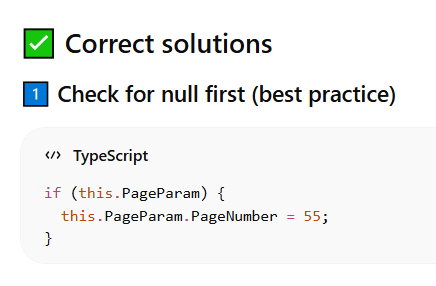 ✅ Correct solutions
1️⃣ Check for null first (best practice)
</> TypeScript
if (this.PageParam) {
  this.PageParam.PageNumber = 55;
}